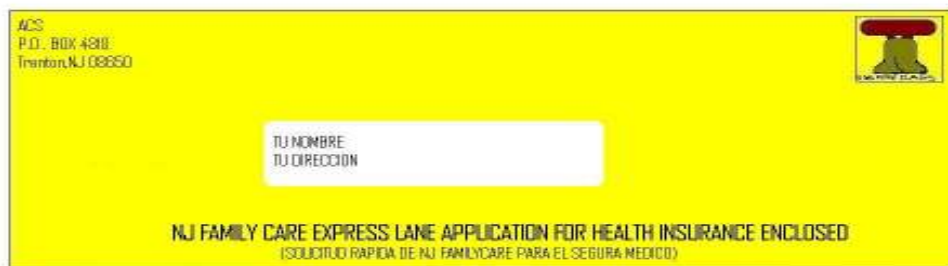 ACS
P.O. BOX 4818
Trenton, NJ 08650
TU NOMBRE
TU DIRECCION
NJ FAMILY CARE EXPRESS LANE APPLICATION FOR HEALTH INSURANCE ENCLOSED
(SOLICITUD RAPIDA DE NJ FAMILYCARE PARA EL SEGURA MEDICO)